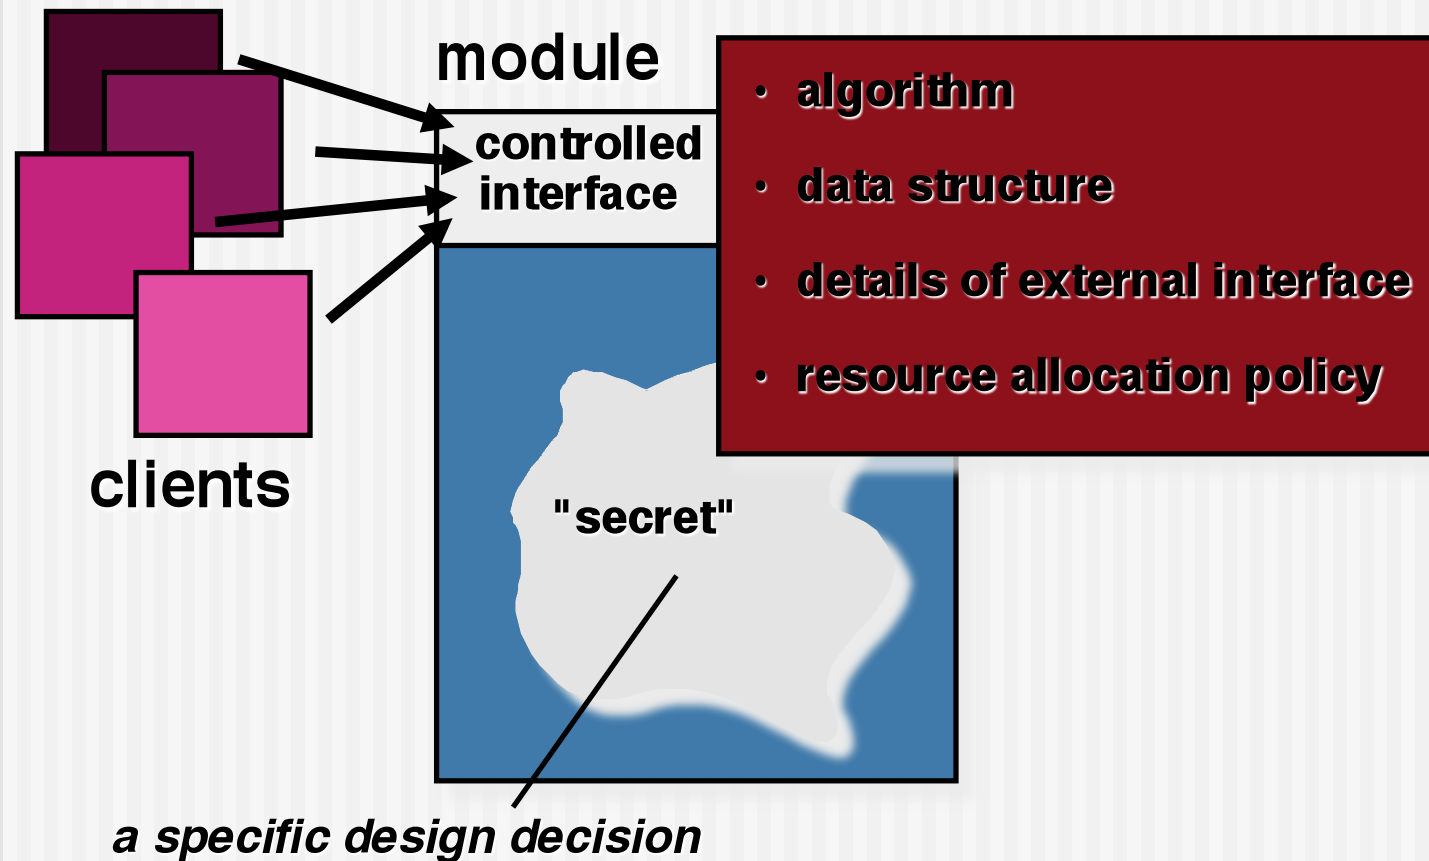 module
• algorithm
controlled
interface
• data structure
• details of external interface
• resource allocation policy
clients
"secret"
a specific design decision